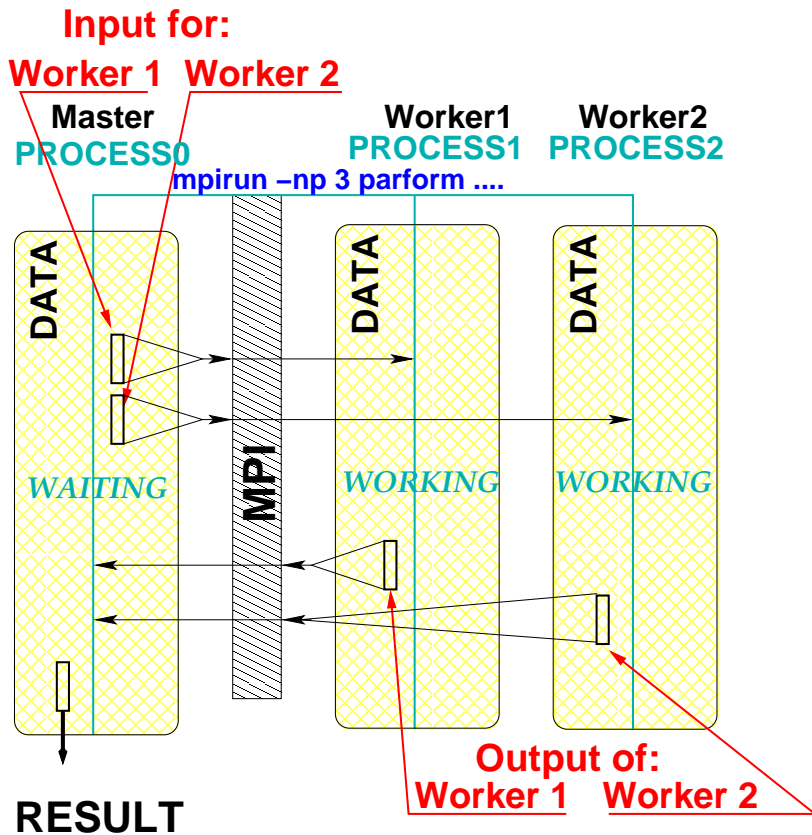 Input for:
Worker 1 Worker 2
Master Worker1 Worker2
PROCESS0 PROCESS1 PROCESS2
mpirun –np 3 parform ....
DATA DATA DATA
MPI
WAITING WORKING WORKING
Output of:
Worker 1 Worker 2
RESULT